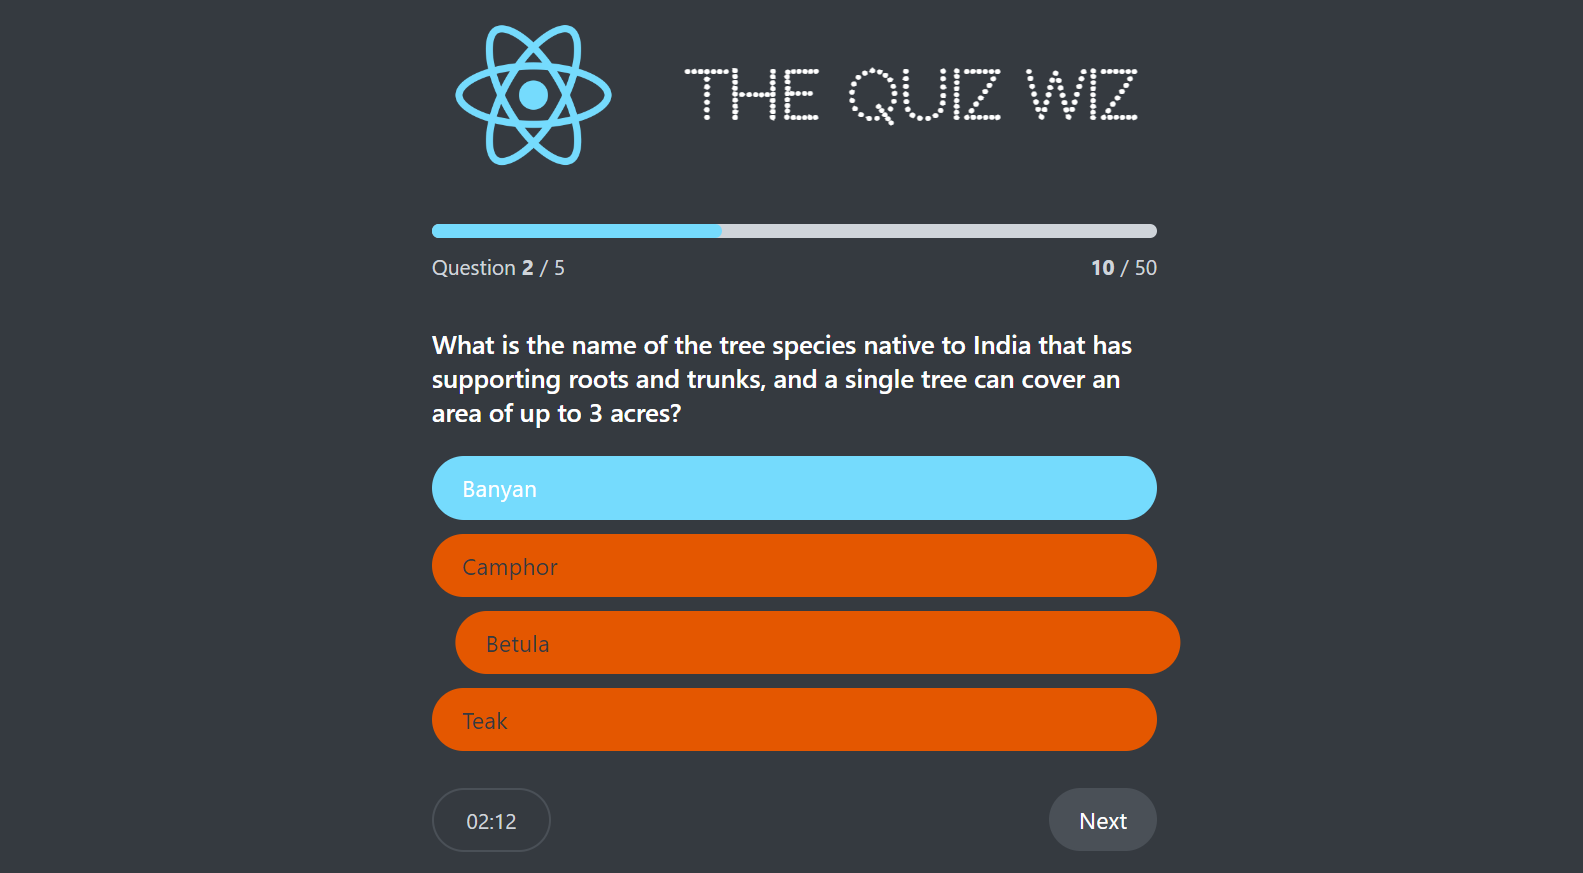 THE QUIZ WIZ
Question 2 / 5
10 / 50
What is the name of the tree species native to India that has
supporting roots and trunks, and a single tree can cover an
area of up to 3 acres?
Banyan
Camphor
Betula
Teak
02:12
Next